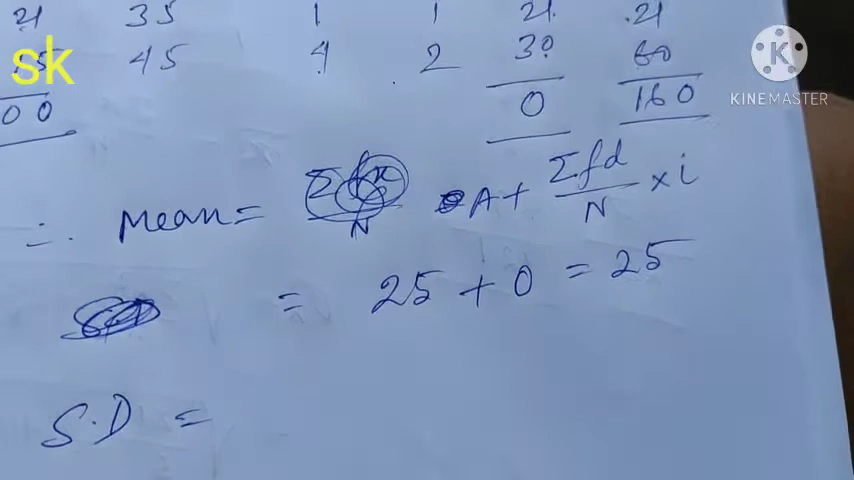 21 35 1 1 21 21
15 45 4 2 30 60
sk
00 0 160
KINEMASTER
∴ Mean = A + Σfd/N × i
= 25 + 0 = 25
S.D =